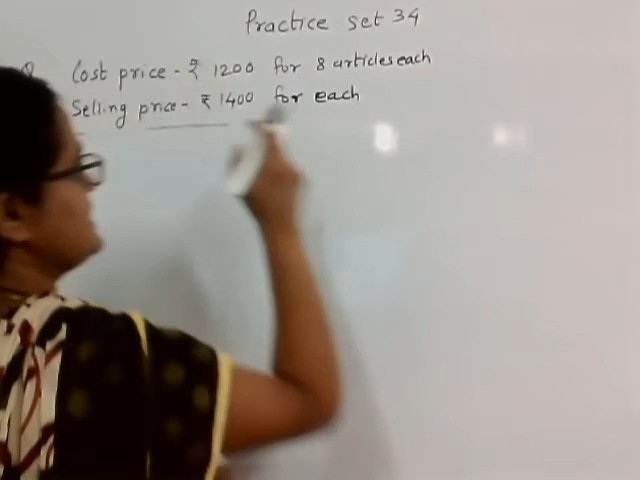 Practice set 34
Cost price - ₹ 1200 for 8 articles each
Selling price - ₹ 1400 for each